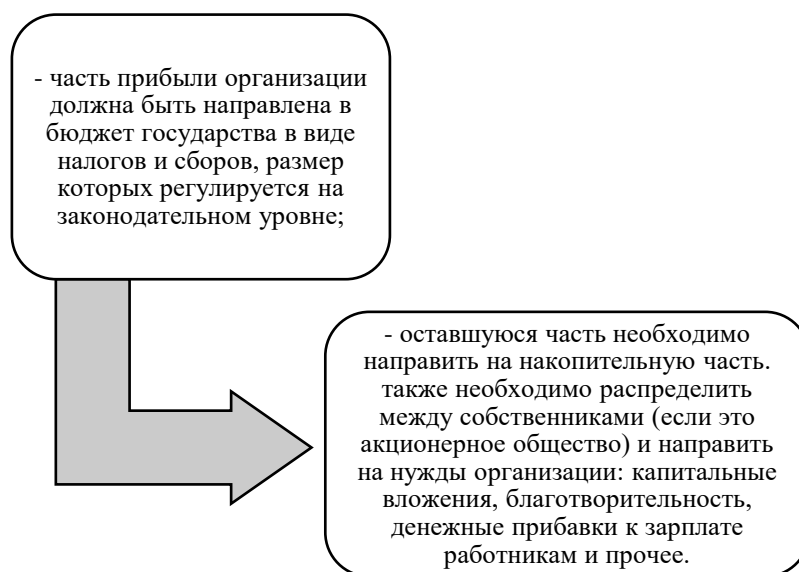 - часть прибыли организации
должна быть направлена в
бюджет государства в виде
налогов и сборов, размер
которых регулируется на
законодательном уровне;
- оставшуюся часть необходимо
направить на накопительную часть.
также необходимо распределить
между собственниками (если это
акционерное общество) и направить
на нужды организации: капитальные
вложения, благотворительность,
денежные прибавки к зарплате
работникам и прочее.